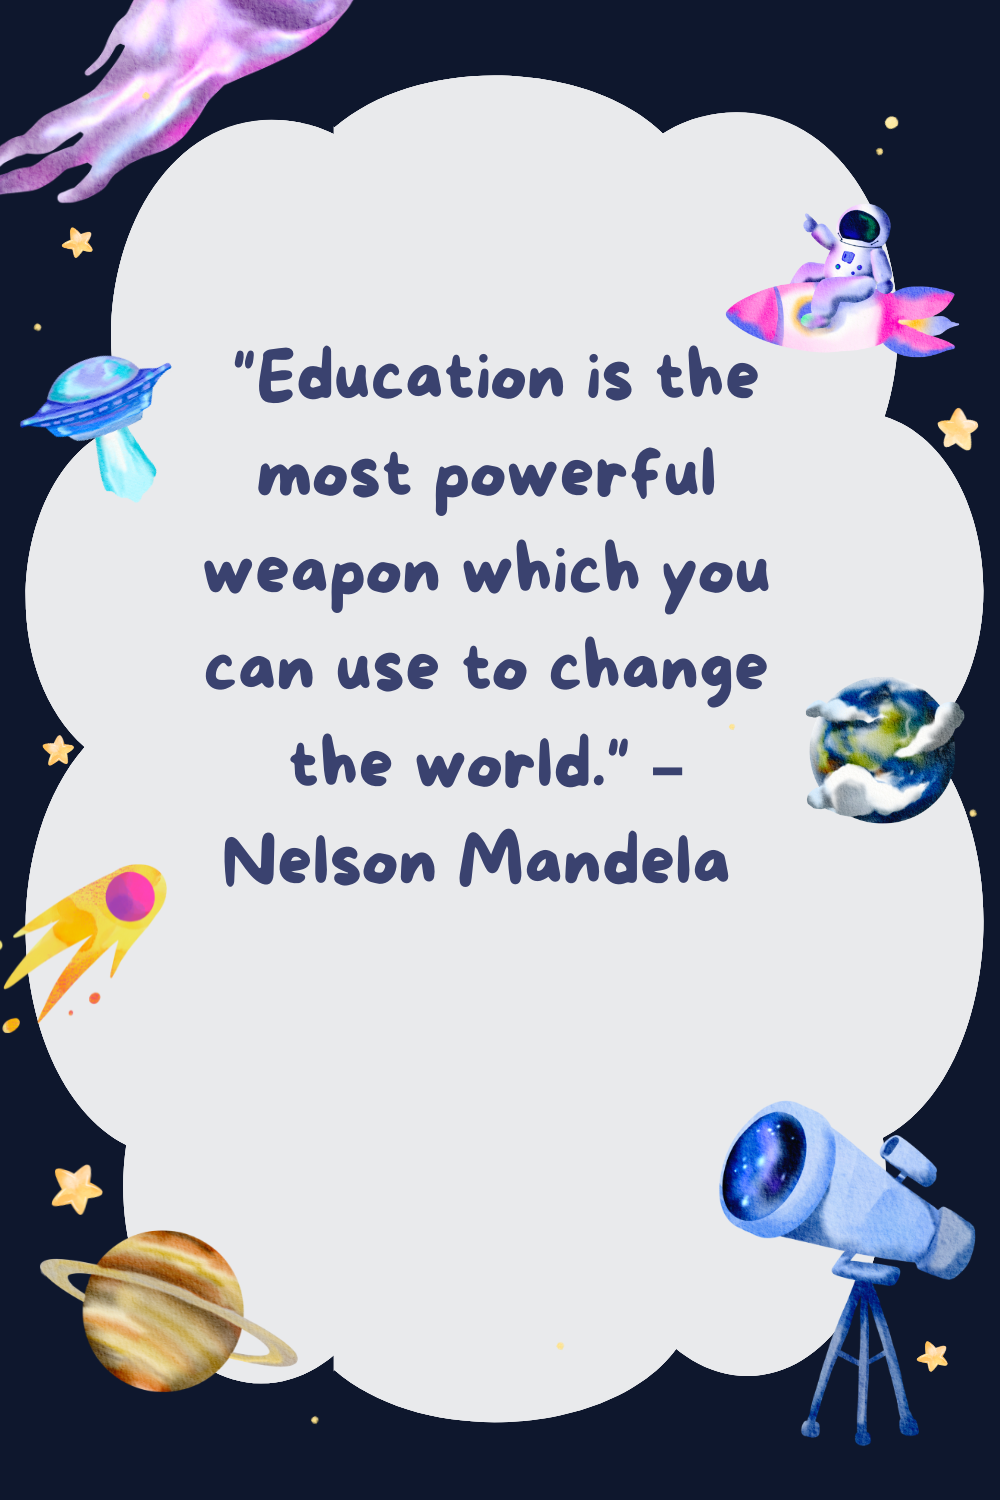 "Education is the
most powerful
weapon which you
can use to change
the world." –
Nelson Mandela